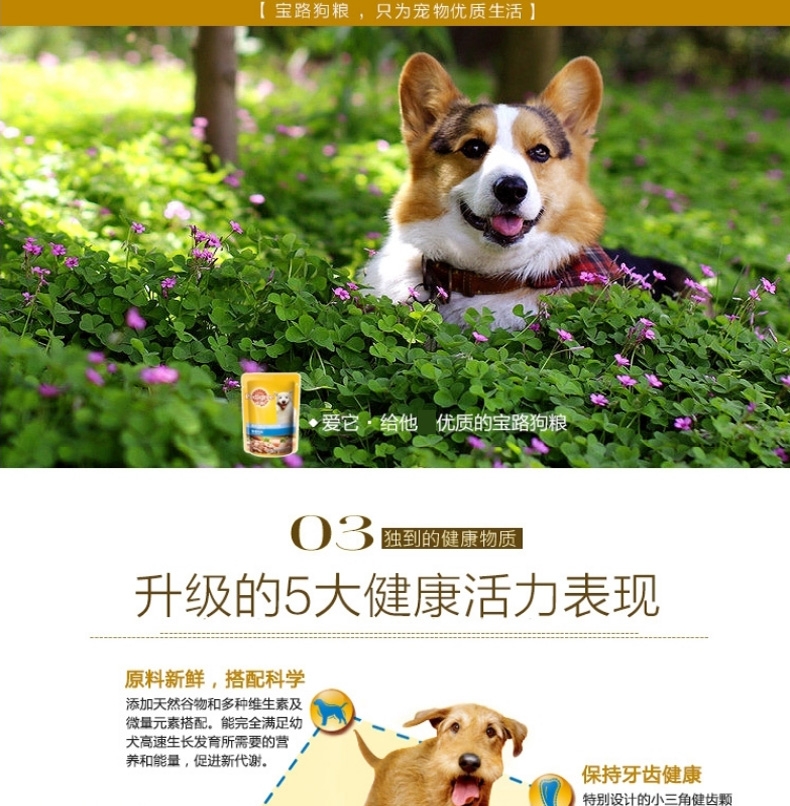 【 宝路狗粮 ，只为宠物优质生活 】
爱它·给他 优质的宝路狗粮
03 独到的健康物质
升级的5大健康活力表现
原料新鲜，搭配科学
添加天然谷物和多种维生素及
微量元素搭配。能完全满足幼
犬高速生长发育所需要的营
养和能量，促进新代谢。
保持牙齿健康
特别设计的小三角健齿颗